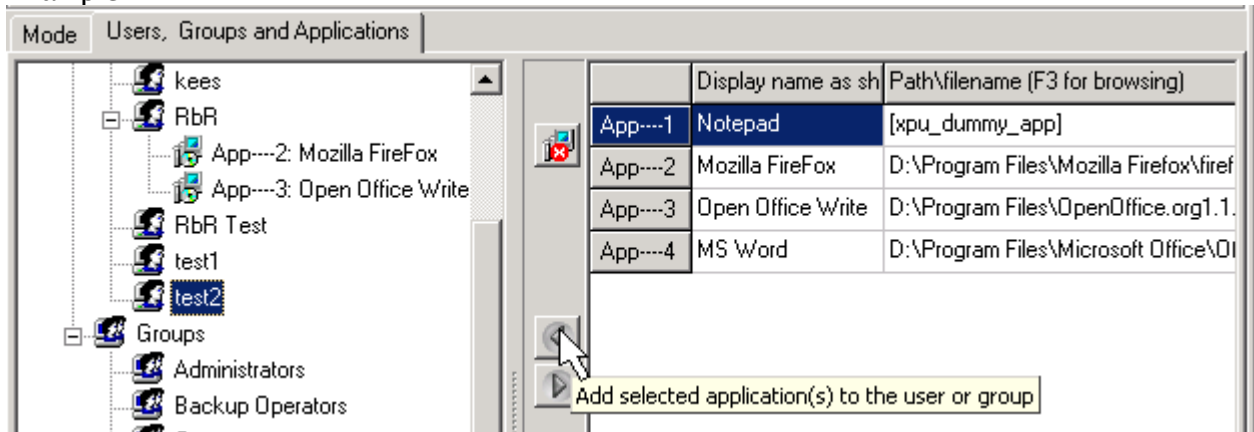 Mode
Users, Groups and Applications
kees
RbR
App----2: Mozilla FireFox
App----3: Open Office Write
RbR Test
test1
test2
Groups
Administrators
Backup Operators
Display name as sh
Path\filename (F3 for browsing)
App----1
Notepad
[xpu_dummy_app]
App----2
Mozilla FireFox
D:\Program Files\Mozilla Firefox\firef
App----3
Open Office Write
D:\Program Files\OpenOffice.org1.1.
App----4
MS Word
D:\Program Files\Microsoft Office\O
Add selected application(s) to the user or group